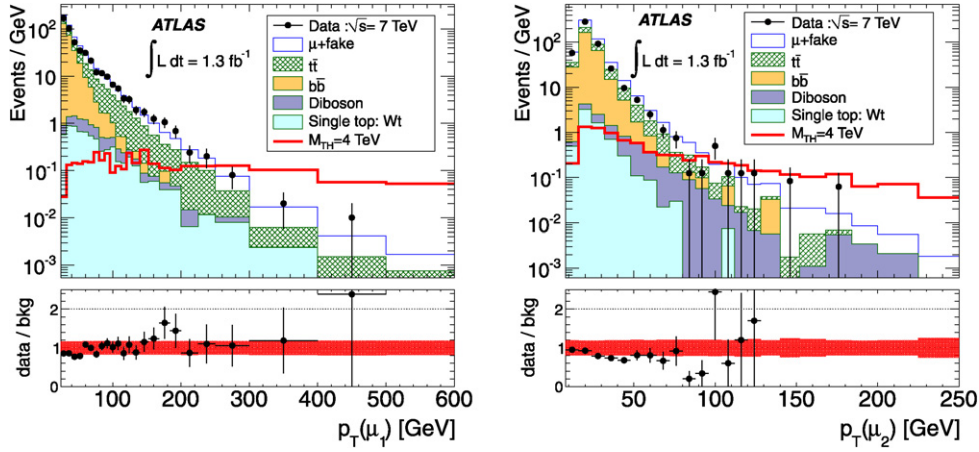 Events / GeV
10²
10
1
10⁻¹
10⁻²
10⁻³
ATLAS
∫ L dt = 1.3 fb⁻¹
Data :√s= 7 TeV
μ+fake
tt̄
bb̄
Diboson
Single top: Wt
M_TH=4 TeV
data / bkg
2
1
0
100 200 300 400 500 600
p_T(μ₁) [GeV]
Events / GeV
10²
10
1
10⁻¹
10⁻²
10⁻³
ATLAS
∫ L dt = 1.3 fb⁻¹
Data :√s= 7 TeV
μ+fake
tt̄
bb̄
Diboson
Single top: Wt
M_TH=4 TeV
data / bkg
2
1
0
50 100 150 200 250
p_T(μ₂) [GeV]